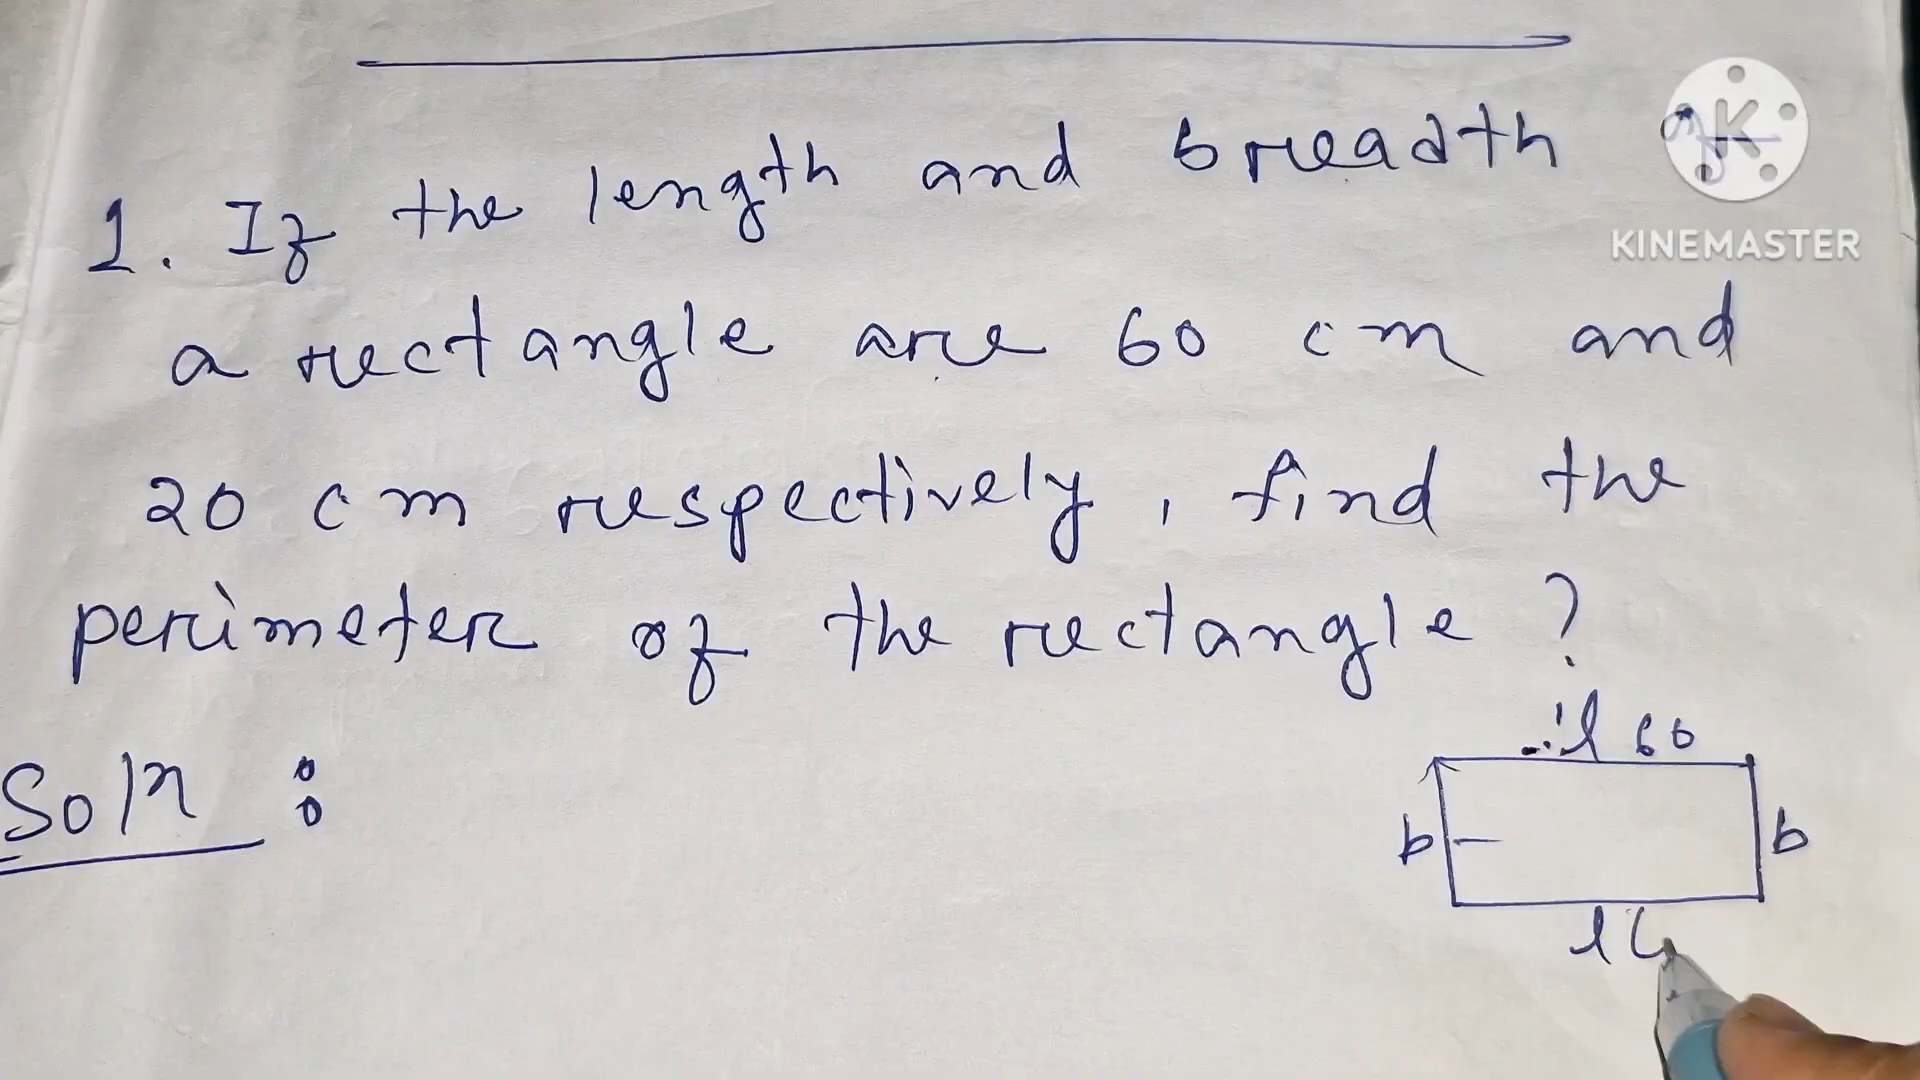 1. If the length and breadth of
KINEMASTER
a rectangle are 60 cm and
20 cm respectively, find the
perimeter of the rectangle?
l 60
Soln :
b b
l